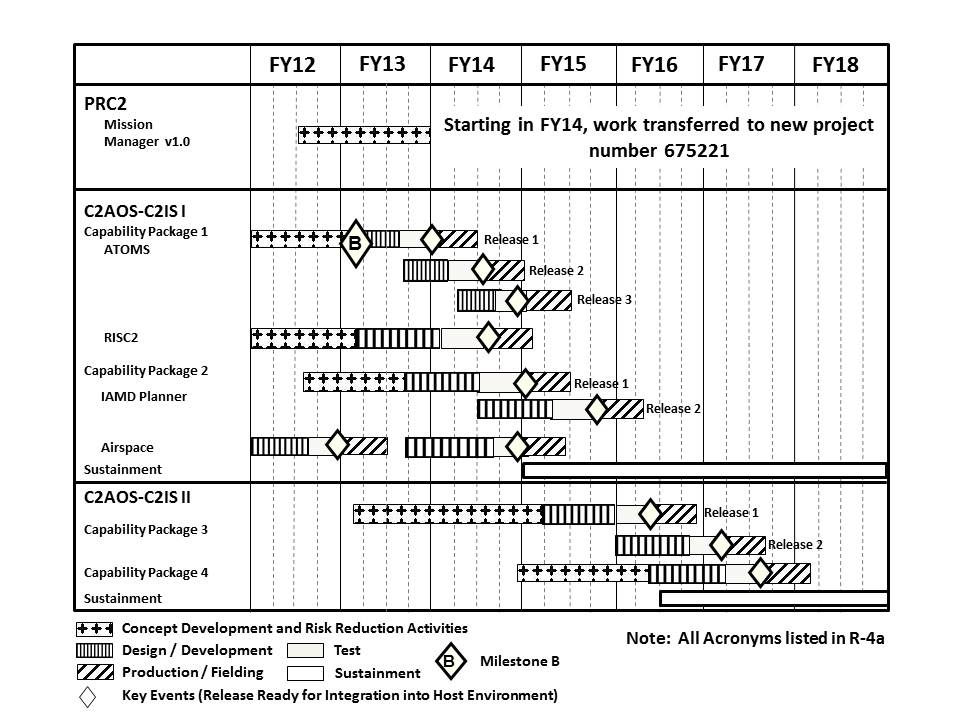 FY12 FY13 FY14 FY15 FY16 FY17 FY18
PRC2
Mission
Manager v1.0
Starting in FY14, work transferred to new project
number 675221
C2AOS-C2IS I
Capability Package 1
ATOMS
B
Release 1
Release 2
Release 3
RISC2
Capability Package 2
IAMD Planner
Release 1
Release 2
Airspace
Sustainment
C2AOS-C2IS II
Capability Package 3
Release 1
Release 2
Capability Package 4
Sustainment
Concept Development and Risk Reduction Activities
Design / Development Test
B Milestone B
Production / Fielding Sustainment
Key Events (Release Ready for Integration into Host Environment)
Note: All Acronyms listed in R-4a